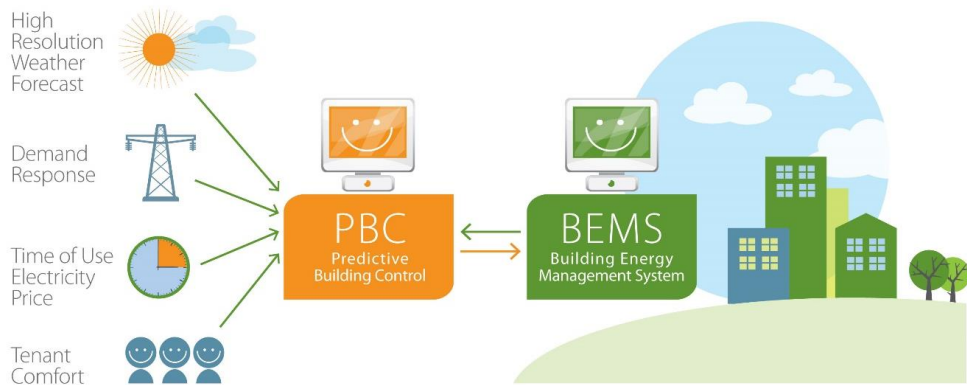 High
Resolution
Weather
Forecast
Demand
Response
Time of Use
Electricity
Price
Tenant
Comfort
PBC
Predictive
Building Control
BEMS
Building Energy
Management System